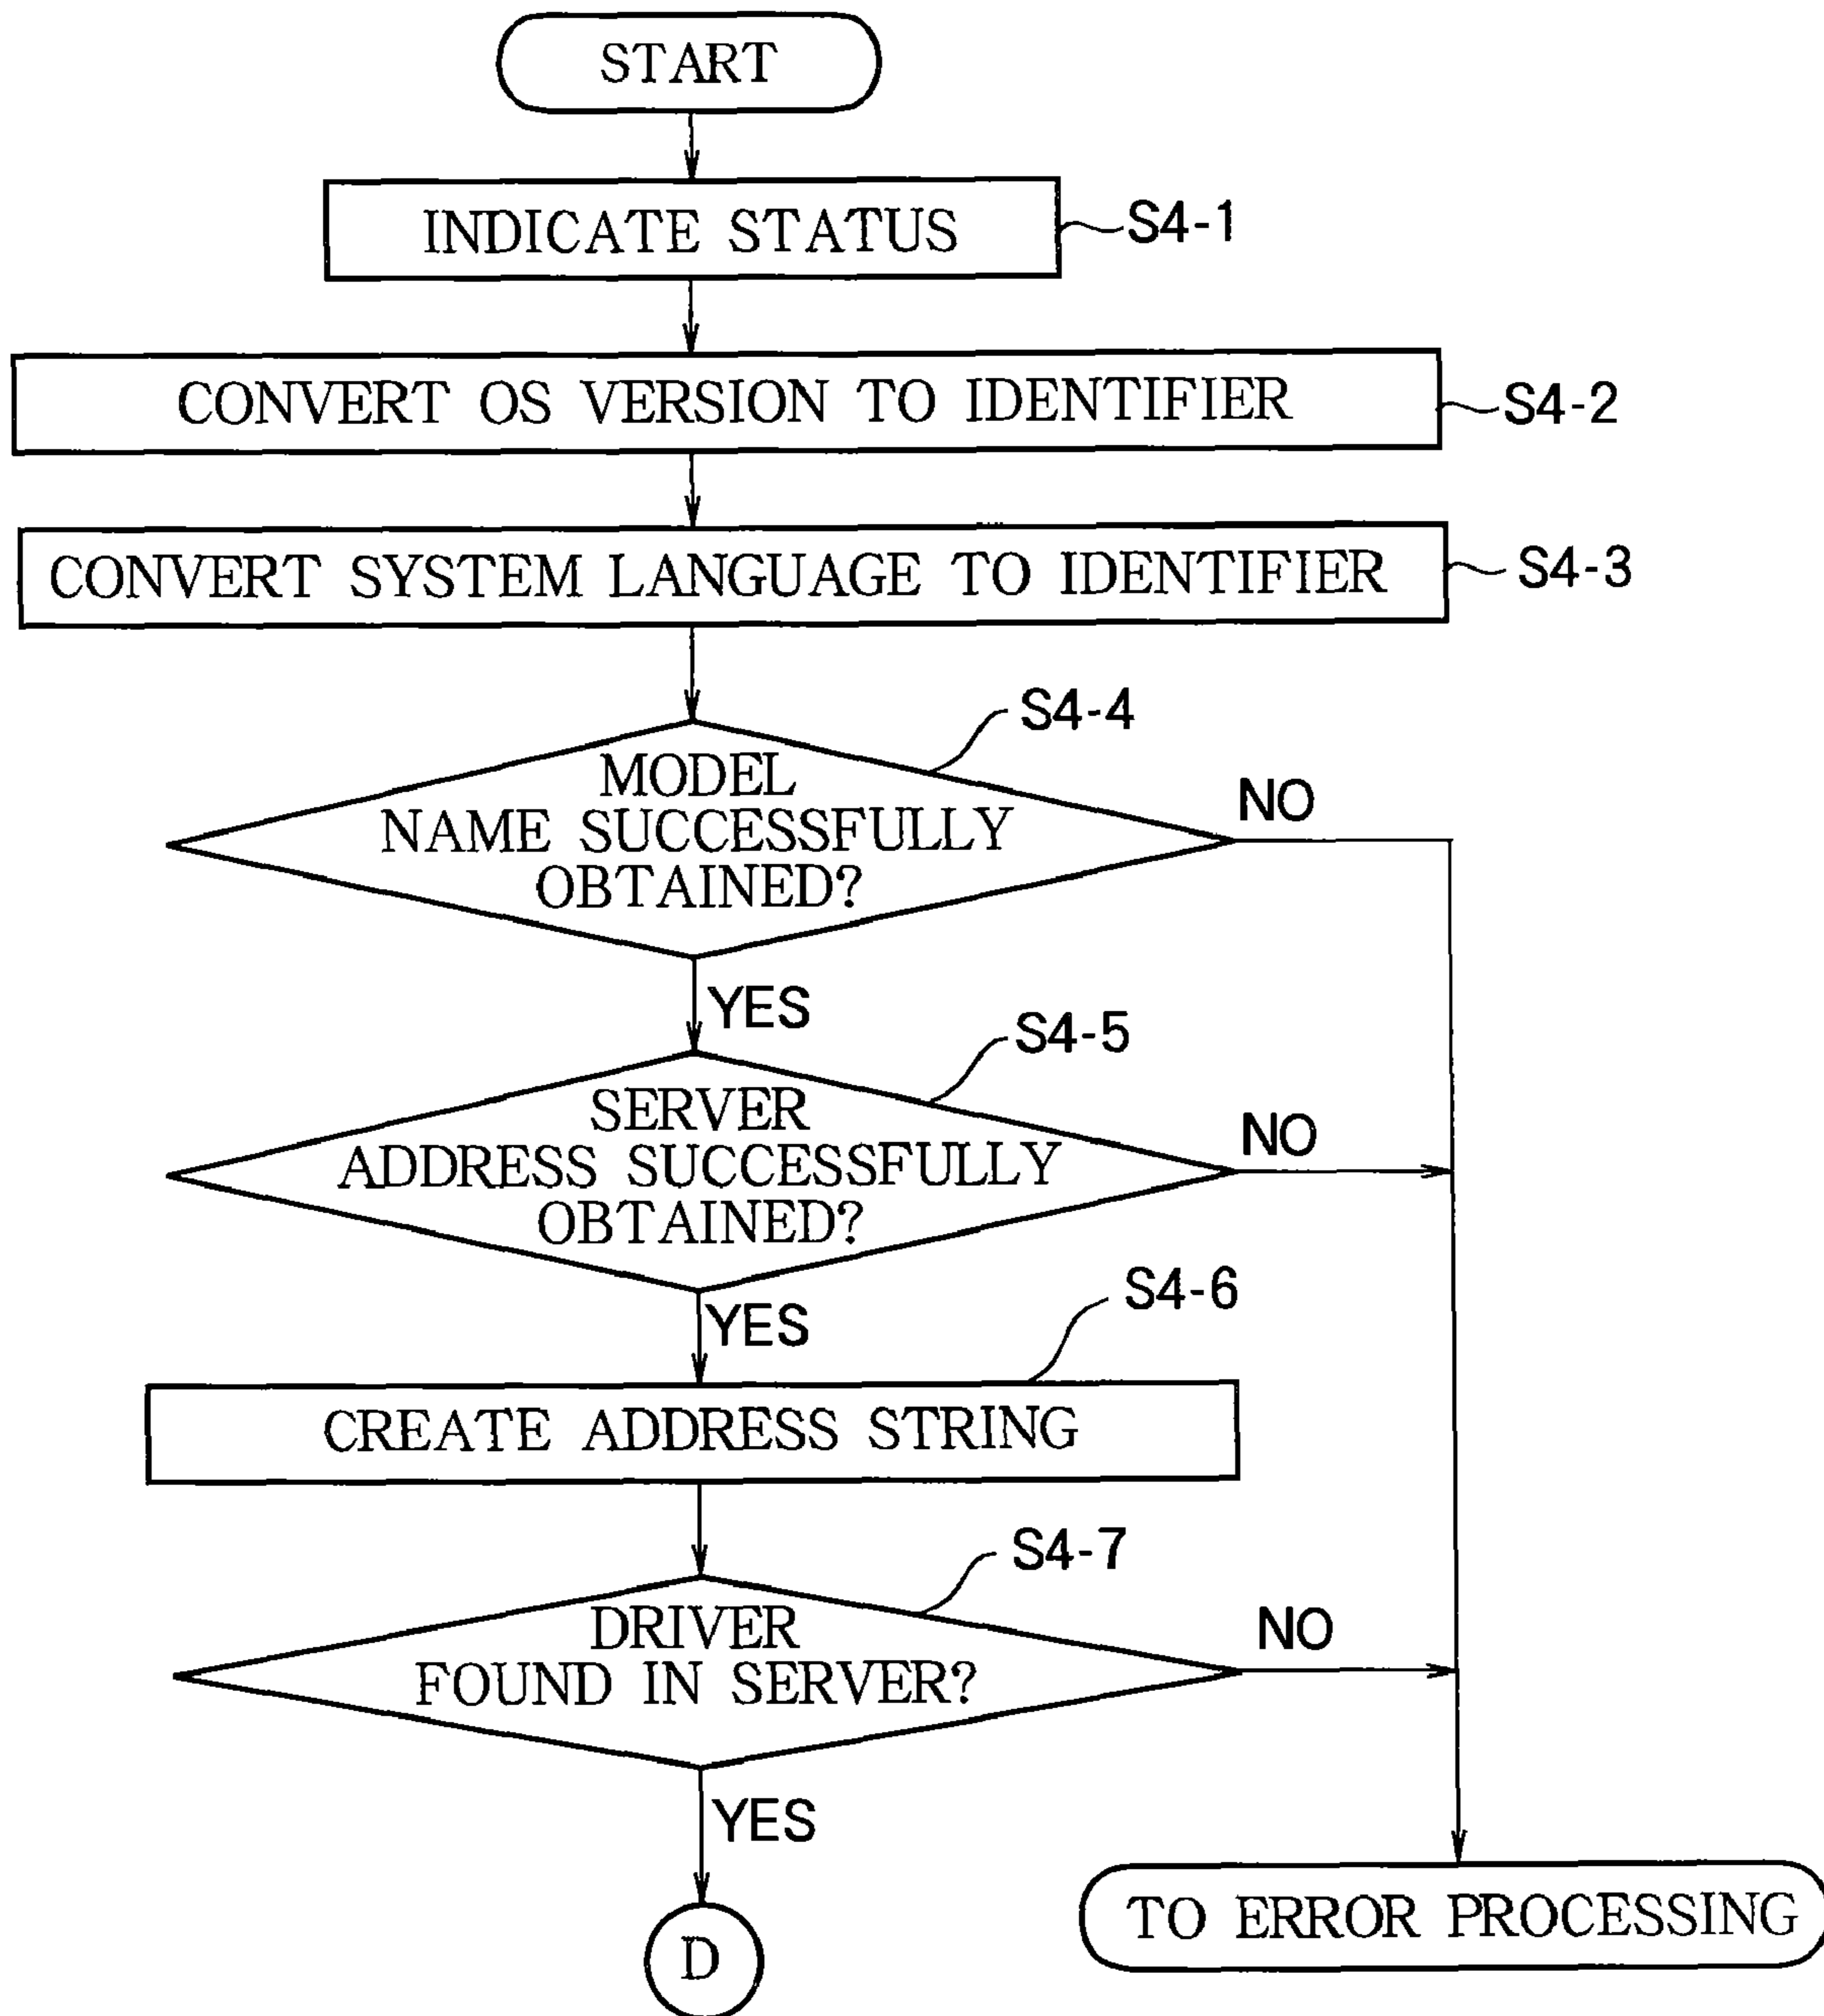 START
INDICATE STATUS
S4-1
CONVERT OS VERSION TO IDENTIFIER
S4-2
CONVERT SYSTEM LANGUAGE TO IDENTIFIER
S4-3
S4-4
MODEL
NAME SUCCESSFULLY
OBTAINED?
NO
YES
S4-5
SERVER
ADDRESS SUCCESSFULLY
OBTAINED?
NO
YES
S4-6
CREATE ADDRESS STRING
S4-7
DRIVER
FOUND IN SERVER?
NO
YES
D
TO ERROR PROCESSING